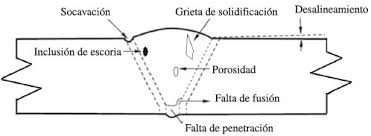 Socavación
Grieta de solidificación
Desalineamiento
Inclusión de escoria
Porosidad
Falta de fusión
Falta de penetración